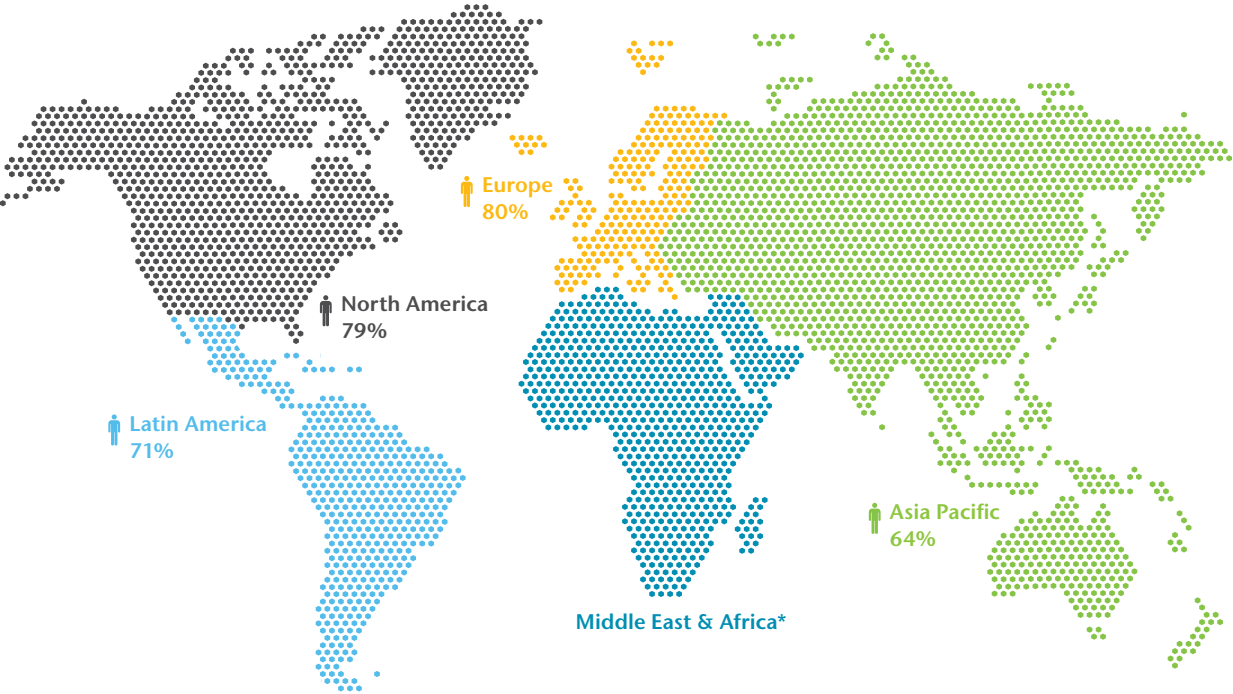 Europe
80%
North America
79%
Latin America
71%
Asia Pacific
64%
Middle East & Africa*